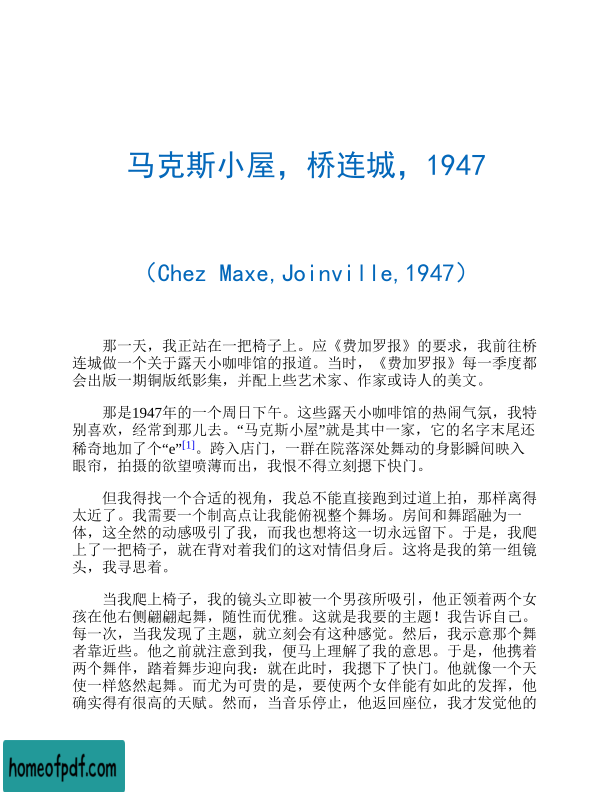 马克斯小屋，桥连城，1947
（Chez Maxe,Joinville,1947）
那一天，我正站在一把椅子上。应《费加罗报》的要求，我前往桥
连城做一个关于露天小咖啡馆的报道。当时，《费加罗报》每一季度都
会出版一期铜版纸影集，并配上些艺术家、作家或诗人的美文。
那是1947年的一个周日下午。这些露天小咖啡馆的热闹气氛，我特
别喜欢，经常到那儿去。“马克斯小屋”就是其中一家，它的名字末尾还
稀奇地加了个“e”[1]。跨入店门，一群在院落深处舞动的身影瞬间映入
眼帘，拍摄的欲望喷薄而出，我恨不得立刻摁下快门。
但我得找一个合适的视角，我总不能直接跑到过道上拍，那样离得
太近了。我需要一个制高点让我能俯视整个舞场。房间和舞蹈融为一
体，这全然的动感吸引了我，而我也想将这一切永远留下。于是，我爬
上了一把椅子，就在背对着我们的这对情侣身后。这将是我的第一组镜
头，我寻思着。
当我爬上椅子，我的镜头立即被一个男孩所吸引，他正领着两个女
孩在他右侧翩翩起舞，随性而优雅。这就是我要的主题！我告诉自己。
每一次，当我发现了主题，就立刻会有这种感觉。然后，我示意那个舞
者靠近些。他之前就注意到我，便马上理解了我的意思。于是，他携着
两个舞伴，踏着舞步迎向我：就在此时，我摁下了快门。他就像一个天
使一样悠然起舞。而尤为可贵的是，要使两个女伴能有如此的发挥，他
确实得有很高的天赋。然而，当音乐停止，他返回座位，我才发觉他的
homeofpdf.com